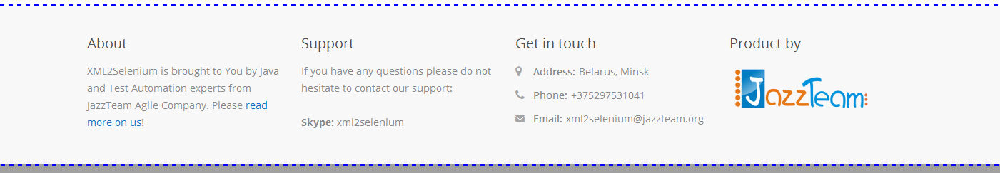 About
XML2Selenium is brought to You by Java
and Test Automation experts from
JazzTeam Agile Company. Please read
more on us!
Support
If you have any questions please do not
hesitate to contact our support:
Skype: xml2selenium
Get in touch
Address: Belarus, Minsk
Phone: +375297531041
Email: xml2selenium@jazzteam.org
Product by
JazzTeam